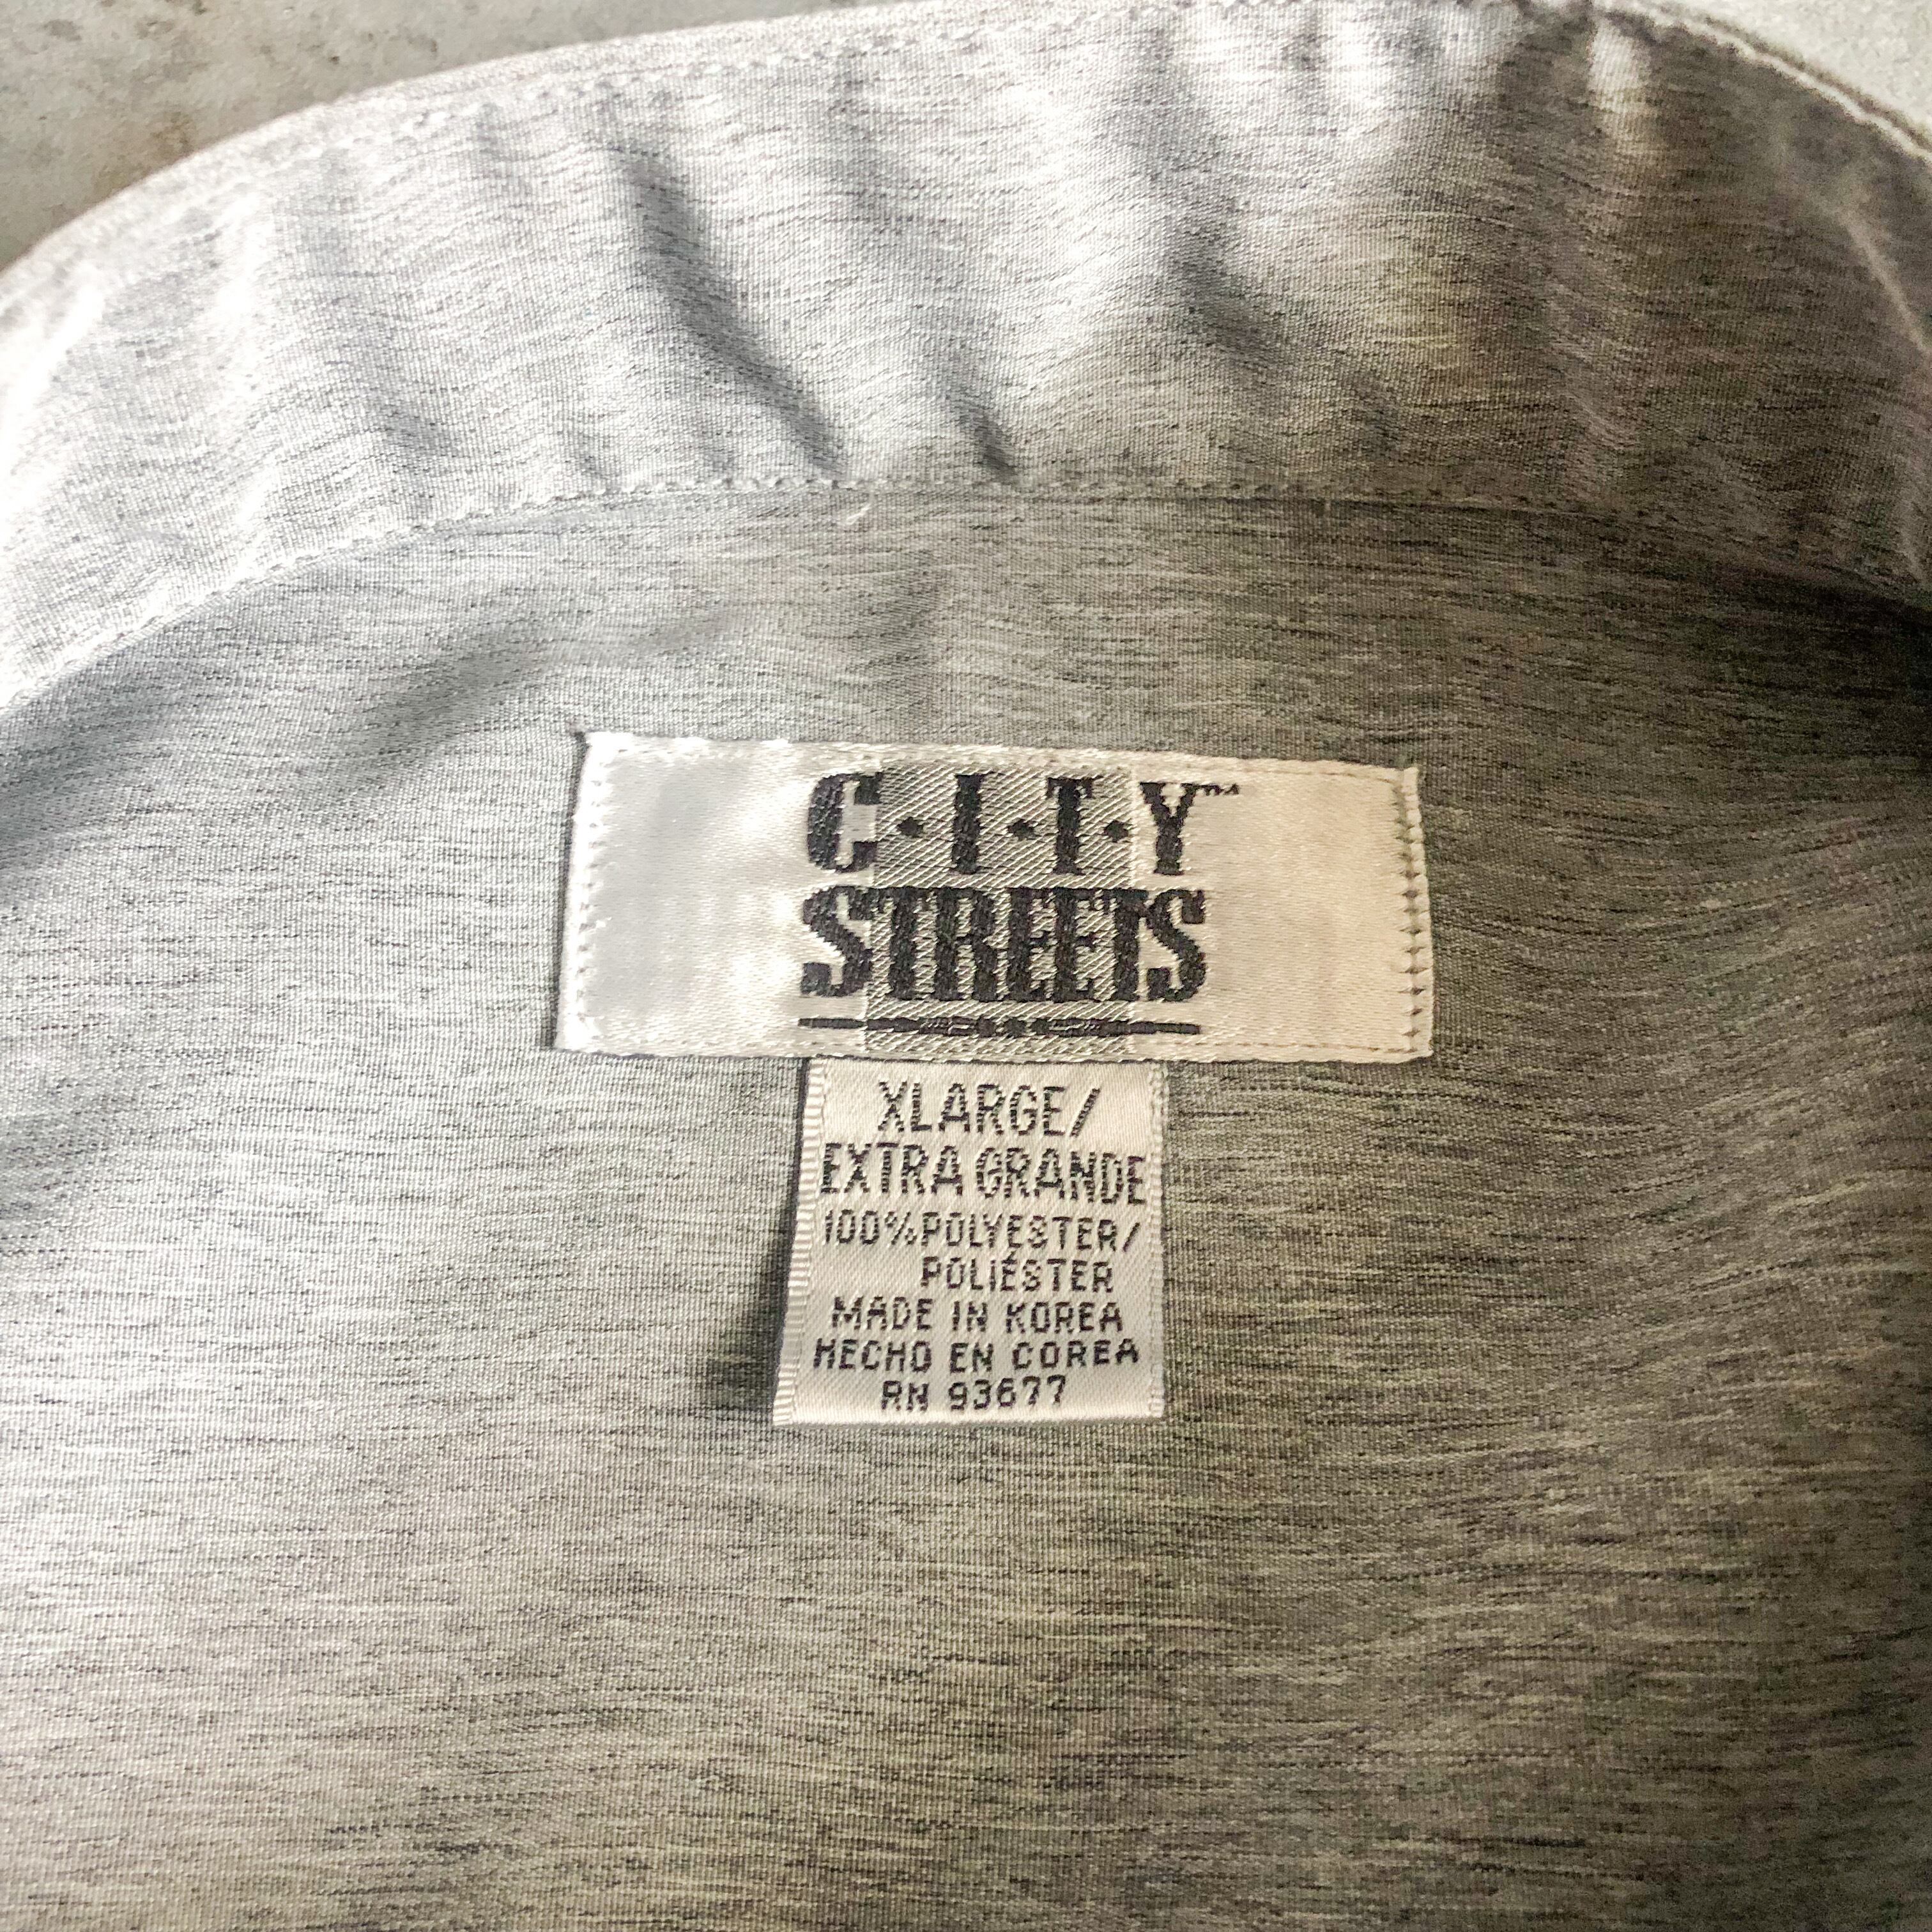 C·I·T·Y™
STREETS
XLARGE/
EXTRA GRANDE
100% POLYESTER/
POLIÉSTER
MADE IN KOREA
HECHO EN COREA
RN 93677